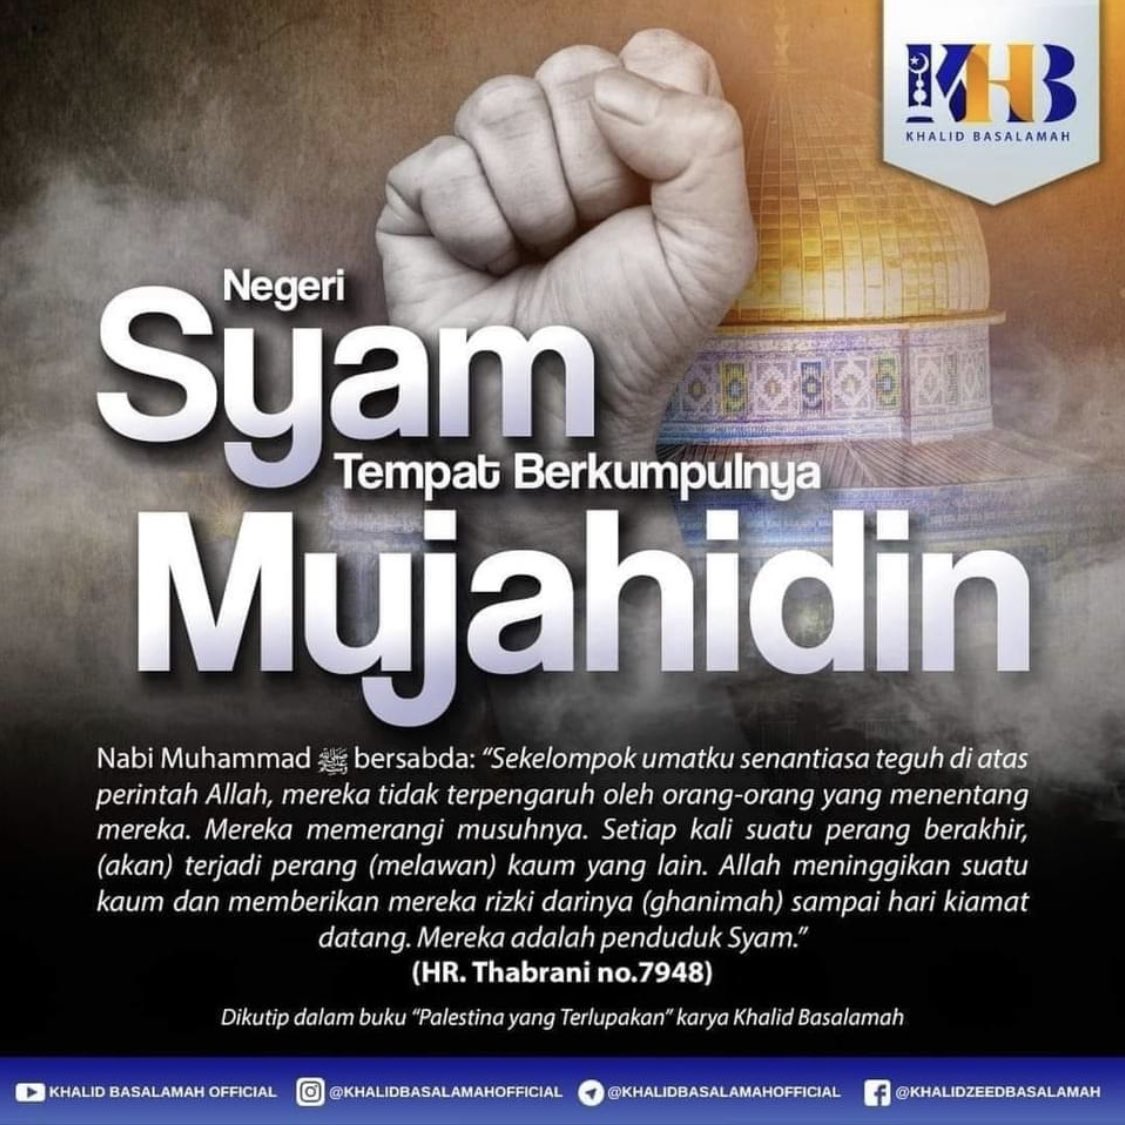 KHB
KHALID BASALAMAH
Negeri
Syam
Tempat Berkumpulnya
Mujahidin
Nabi Muhammad ﷺ bersabda: “Sekelompok umatku senantiasa teguh di atas
perintah Allah, mereka tidak terpengaruh oleh orang-orang yang menentang
mereka. Mereka memerangi musuhnya. Setiap kali suatu perang berakhir,
(akan) terjadi perang (melawan) kaum yang lain. Allah meninggikan suatu
kaum dan memberikan mereka rizki darinya (ghanimah) sampai hari kiamat
datang. Mereka adalah penduduk Syam.”
(HR. Thabrani no.7948)
Dikutip dalam buku “Palestina yang Terlupakan” karya Khalid Basalamah
KHALID BASALAMAH OFFICIAL @KHALIDBASALAMAHOFFICIAL @KHALIDBASALAMAHOFFICIAL @KHALIDZEEDBASALAMAH